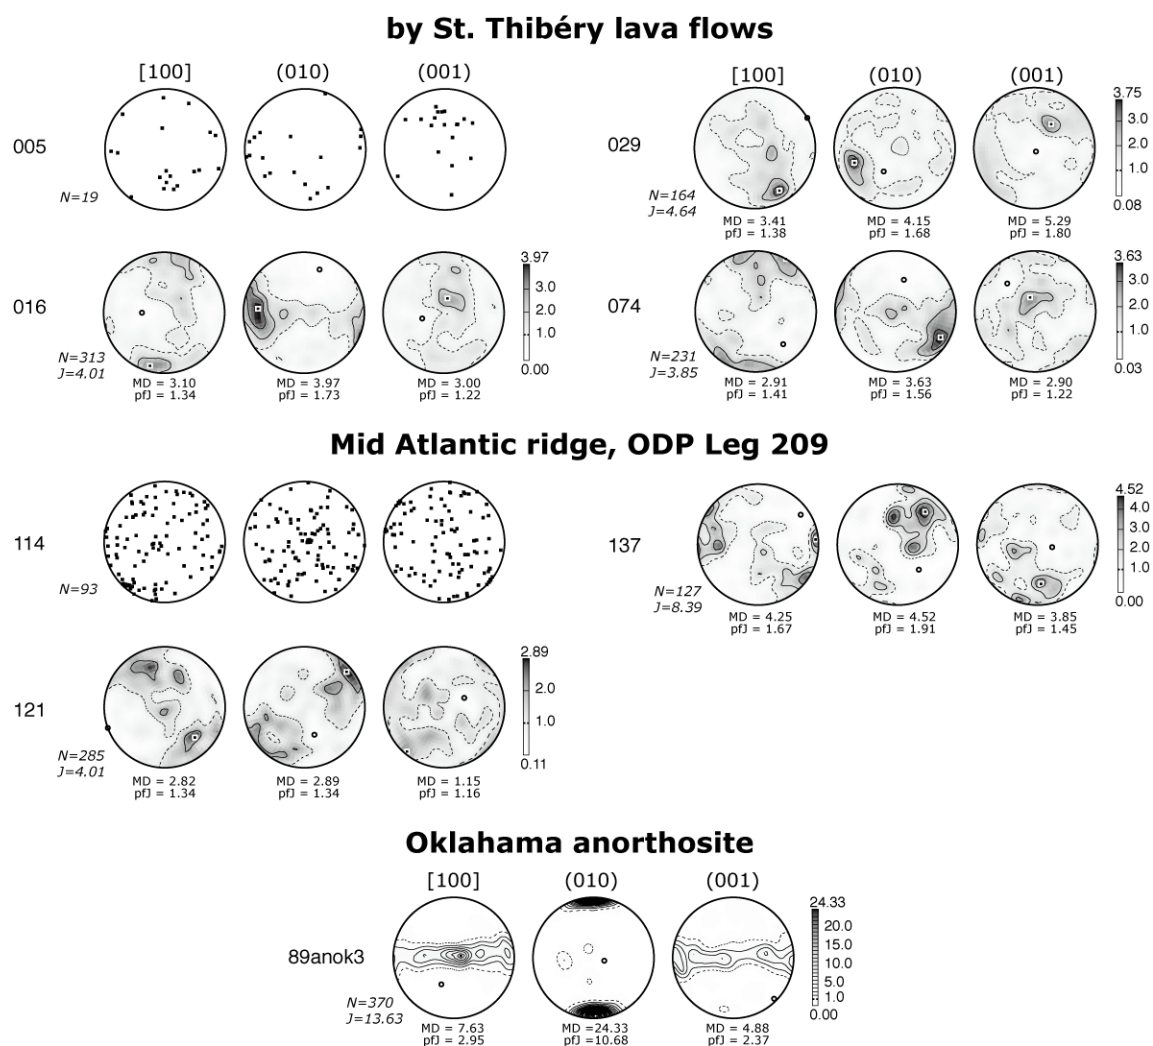 by St. Thibéry lava flows
[100] (010) (001)
005
N=19
[100] (010) (001)
029
N=164
J=4.64
MD = 3.41
pfJ = 1.38
MD = 4.15
pfJ = 1.68
MD = 5.29
pfJ = 1.80
3.75
3.0
2.0
1.0
0.08
016
N=313
J=4.01
MD = 3.10
pfJ = 1.34
MD = 3.97
pfJ = 1.73
MD = 3.00
pfJ = 1.22
3.97
3.0
2.0
1.0
0.00
074
N=231
J=3.85
MD = 2.91
pfJ = 1.41
MD = 3.63
pfJ = 1.56
MD = 2.90
pfJ = 1.22
3.63
3.0
2.0
1.0
0.03
Mid Atlantic ridge, ODP Leg 209
114
N=93
137
N=127
J=8.39
MD = 4.25
pfJ = 1.67
MD = 4.52
pfJ = 1.91
MD = 3.85
pfJ = 1.45
4.52
4.0
3.0
2.0
1.0
0.00
121
N=285
J=4.01
MD = 2.82
pfJ = 1.34
MD = 2.89
pfJ = 1.34
MD = 1.15
pfJ = 1.16
2.89
2.0
1.0
0.11
Oklahama anorthosite
[100] (010) (001)
89anok3
N=370
J=13.63
MD = 7.63
pfJ = 2.95
MD =24.33
pfJ =10.68
MD = 4.88
pfJ = 2.37
24.33
20.0
15.0
10.0
5.0
1.0
0.00